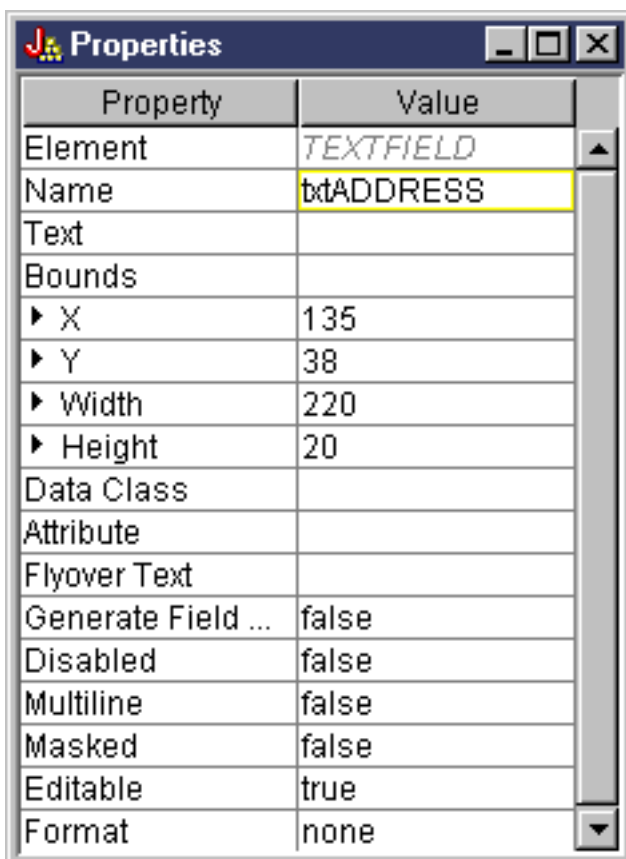 Properties
Property Value
Element TEXTFIELD
Name txtADDRESS
Text
Bounds
X 135
Y 38
Width 220
Height 20
Data Class
Attribute
Flyover Text
Generate Field ... false
Disabled false
Multiline false
Masked false
Editable true
Format none